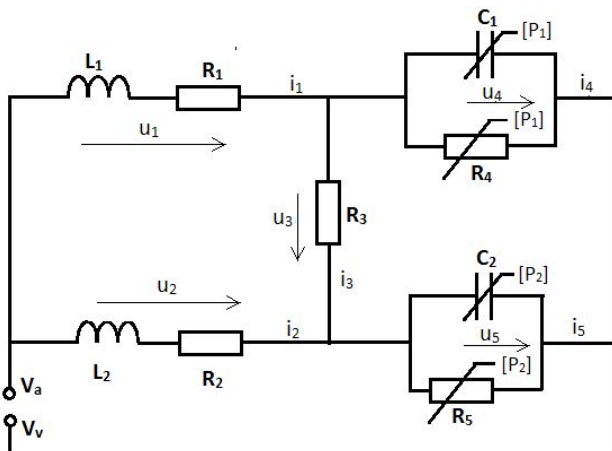 C₁
[P₁]
L₁
R₁
i₁
u₄
i₄
u₁
[P₁]
R₄
u₃
R₃
C₂
[P₂]
u₂
i₃
i₂
u₅
i₅
L₂
R₂
[P₂]
Vₐ
R₅
Vᵥ